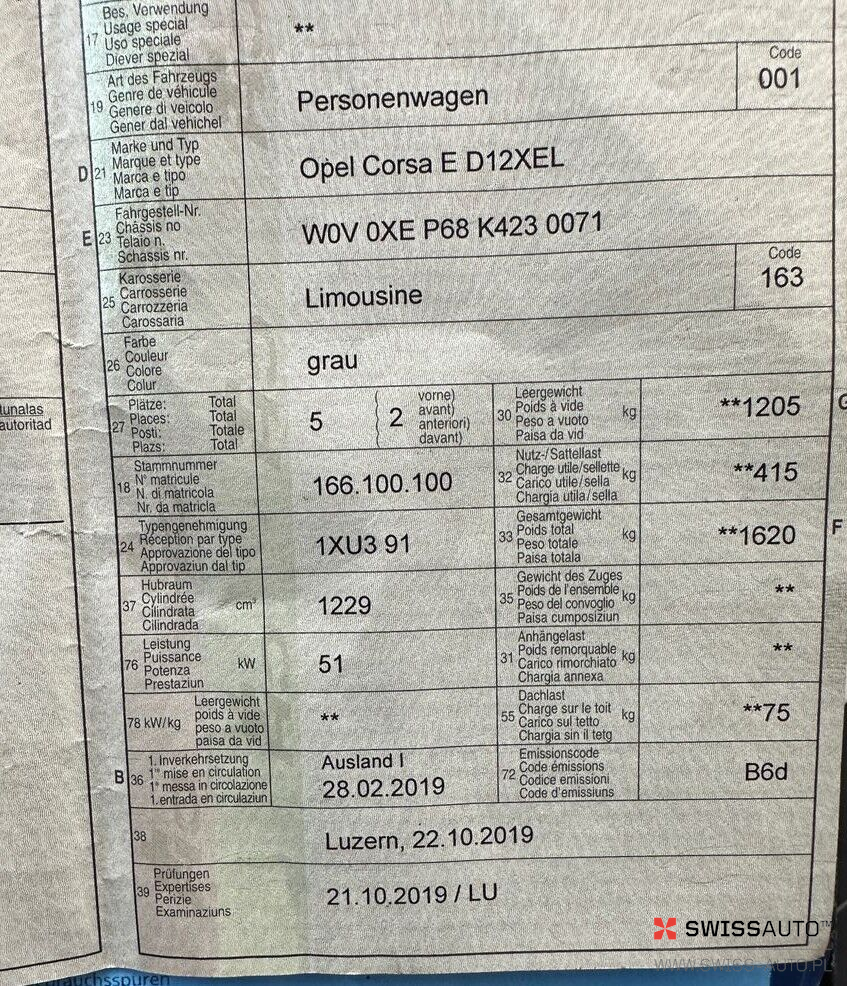 Bes. Verwendung
Usage spécial
17 Uso speciale
Diever spezial
**
Art des Fahrzeugs
Genre de véhicule
19 Genere di veicolo
Gener dal vehichel
Personenwagen
Code
001
Marke und Typ
D 21 Marque et type
Marca e tipo
Marca e tip
Opel Corsa E D12XEL
Fahrgestell-Nr.
E 23 Châssis no
Telaio n.
Schassis nr.
W0V 0XE P68 K423 0071
Karosserie
25 Carrosserie
Carrozzeria
Carossaria
Limousine
Code
163
Farbe
26 Couleur
Colore
Colur
grau
Plätze: Total
27 Places: Total
Posti: Totale
Plazs: Total
5
2
vorne)
avant)
anteriori)
davant)
30 Leergewicht
Poids à vide kg
Peso a vuoto
Paisa da vid
**1205
G
unalas
autoritad
Stammnummer
18 N° matricule
N. di matricola
Nr. da matricla
166.100.100
Nutz-/Sattellast
32 Charge utile/sellette kg
Carico utile/sella
Chargia utila/sella
**415
Typengenehmigung
24 Réception par type
Approvazione del tipo
Approvaziun dal tip
1XU3 91
Gesamtgewicht
33 Poids total kg
Peso totale
Paisa totala
**1620
F
Hubraum
37 Cylindrée cm³
Cilindrata
Cilindrada
1229
Gewicht des Zuges
35 Poids de l'ensemble kg
Peso del convoglio
Paisa cumposiziun
**
Leistung
76 Puissance kW
Potenza
Prestaziun
51
Anhängelast
31 Poids remorquable kg
Carico rimorchiato
Chargia annexa
**
Leergewicht
78 kW/kg poids à vide
peso a vuoto
paisa da vid
**
Dachlast
55 Charge sur le toit kg
Carico sul tetto
Chargia sin il tetg
**75
1. Inverkehrsetzung
B 36 1re mise en circulation
1a messa in circolazione
1. entrada en circulaziun
Ausland I
28.02.2019
Emissionscode
72 Code émissions
Codice emissioni
Code d'emissiuns
B6d
38
Luzern, 22.10.2019
Prüfungen
39 Expertises
Perizie
Examinaziuns
21.10.2019 / LU
SWISSAUTO™
WWW.SWISS-AUTO.PL
auchsspuren